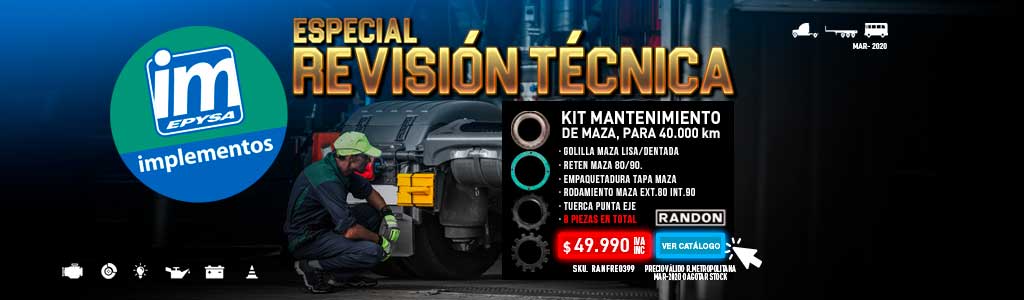 ESPECIAL
REVISIÓN TÉCNICA
im
EPYSA
implementos
MAR- 2020
KIT MANTENIMIENTO
DE MAZA, PARA 40.000 km
· GOLILLA MAZA LISA/DENTADA
· RETEN MAZA 80/90.
· EMPAQUETADURA TAPA MAZA
· RODAMIENTO MAZA EXT.80 INT.90
· TUERCA PUNTA EJE
· 8 PIEZAS EN TOTAL
RANDON
$ 49.990 IVA INC
VER CATÁLOGO
SKU. RANFRE0399
PRECIO VÁLIDO R.METROPOLITANA
MAR-2020 O AGOTAR STOCK